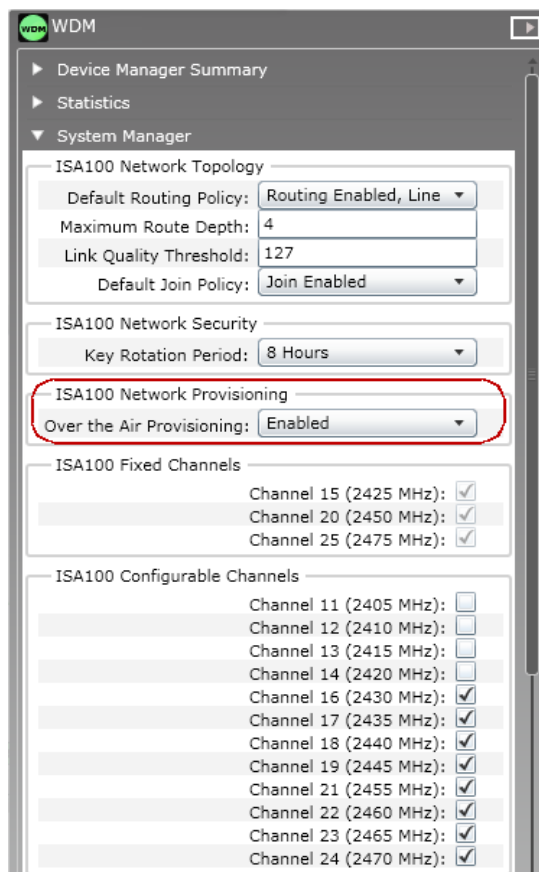 WDM WDM
Device Manager Summary
Statistics
System Manager
ISA100 Network Topology
Default Routing Policy: Routing Enabled, Line
Maximum Route Depth: 4
Link Quality Threshold: 127
Default Join Policy: Join Enabled
ISA100 Network Security
Key Rotation Period: 8 Hours
ISA100 Network Provisioning
Over the Air Provisioning: Enabled
ISA100 Fixed Channels
Channel 15 (2425 MHz):
Channel 20 (2450 MHz):
Channel 25 (2475 MHz):
ISA100 Configurable Channels
Channel 11 (2405 MHz):
Channel 12 (2410 MHz):
Channel 13 (2415 MHz):
Channel 14 (2420 MHz):
Channel 16 (2430 MHz):
Channel 17 (2435 MHz):
Channel 18 (2440 MHz):
Channel 19 (2445 MHz):
Channel 21 (2455 MHz):
Channel 22 (2460 MHz):
Channel 23 (2465 MHz):
Channel 24 (2470 MHz):